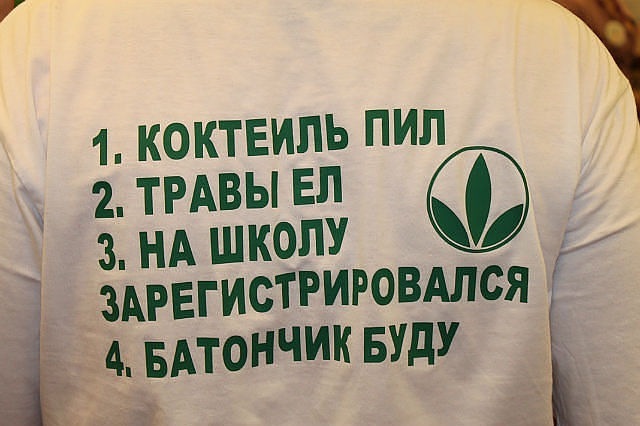 1. КОКТЕИЛЬ ПИЛ
2. ТРАВЫ ЕЛ
3. НА ШКОЛУ
ЗАРЕГИСТРИРОВАЛСЯ
4. БАТОНЧИК БУДУ